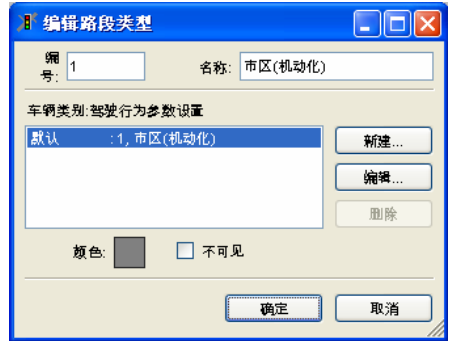 编辑路段类型
编号: 1 名称: 市区(机动化)
车辆类别:驾驶行为参数设置
默认 :1, 市区(机动化)
新建...
编辑...
删除
颜色: 不可见
确定 取消